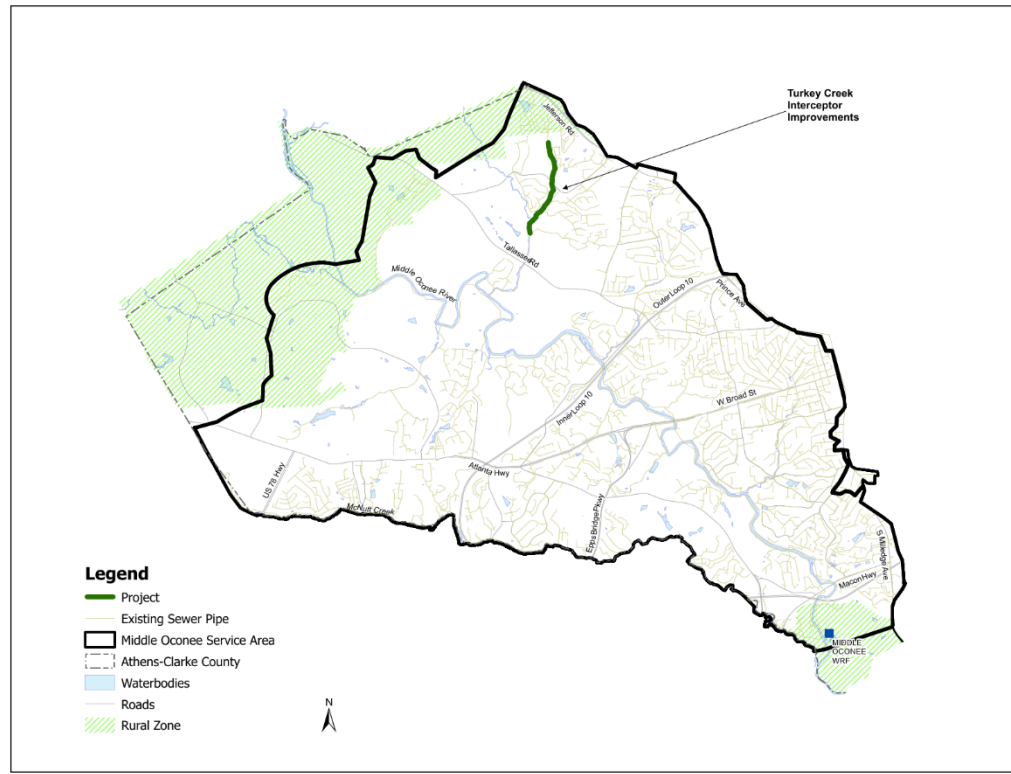 Turkey Creek
Interceptor
Improvements
Jefferson Rd
Tallassee Rd
Middle Oconee River
Outer Loop 10
Prince Ave
Inner Loop 10
W Broad St
Atlanta Hwy
US 78 Hwy
McNutt Creek
Epps Bridge Pkwy
S Milledge Ave
Macon Hwy
MIDDLE
OCONEE
WRF
Legend
Project
Existing Sewer Pipe
Middle Oconee Service Area
Athens-Clarke County
Waterbodies
Roads
Rural Zone
N